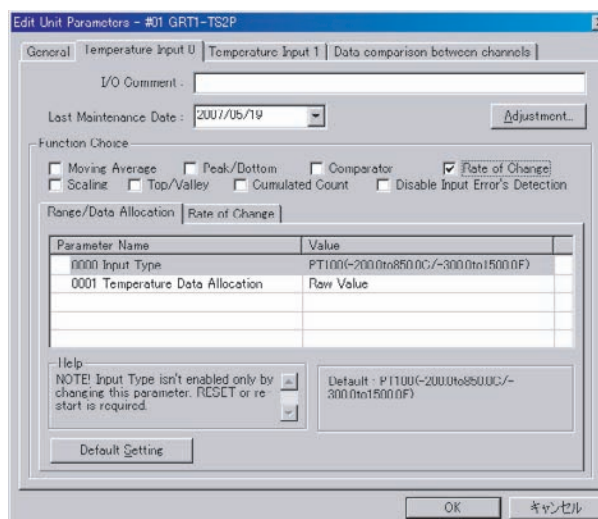 Edit Unit Parameters - #01 GRT1-TS2P
General
Temperature Input 0
Temperature Input 1
Data comparison between channels
I/O Comment :
Last Maintenance Date :
2007/05/19
Adjustment...
Function Choice
Moving Average
Peak/Bottom
Comparator
Rate of Change
Scaling
Top/Valley
Cumulated Count
Disable Input Error's Detection
Range/Data Allocation
Rate of Change
Parameter Name Value
0000 Input Type PT100(-200.0to850.0C/-300.0to1500.0F)
0001 Temperature Data Allocation Raw Value
Help
NOTE! Input Type isn't enabled only by
changing this parameter. RESET or re-
start is required.
Default : PT100(-200.0to850.0C/-
300.0to1500.0F)
Default Setting
OK
キャンセル